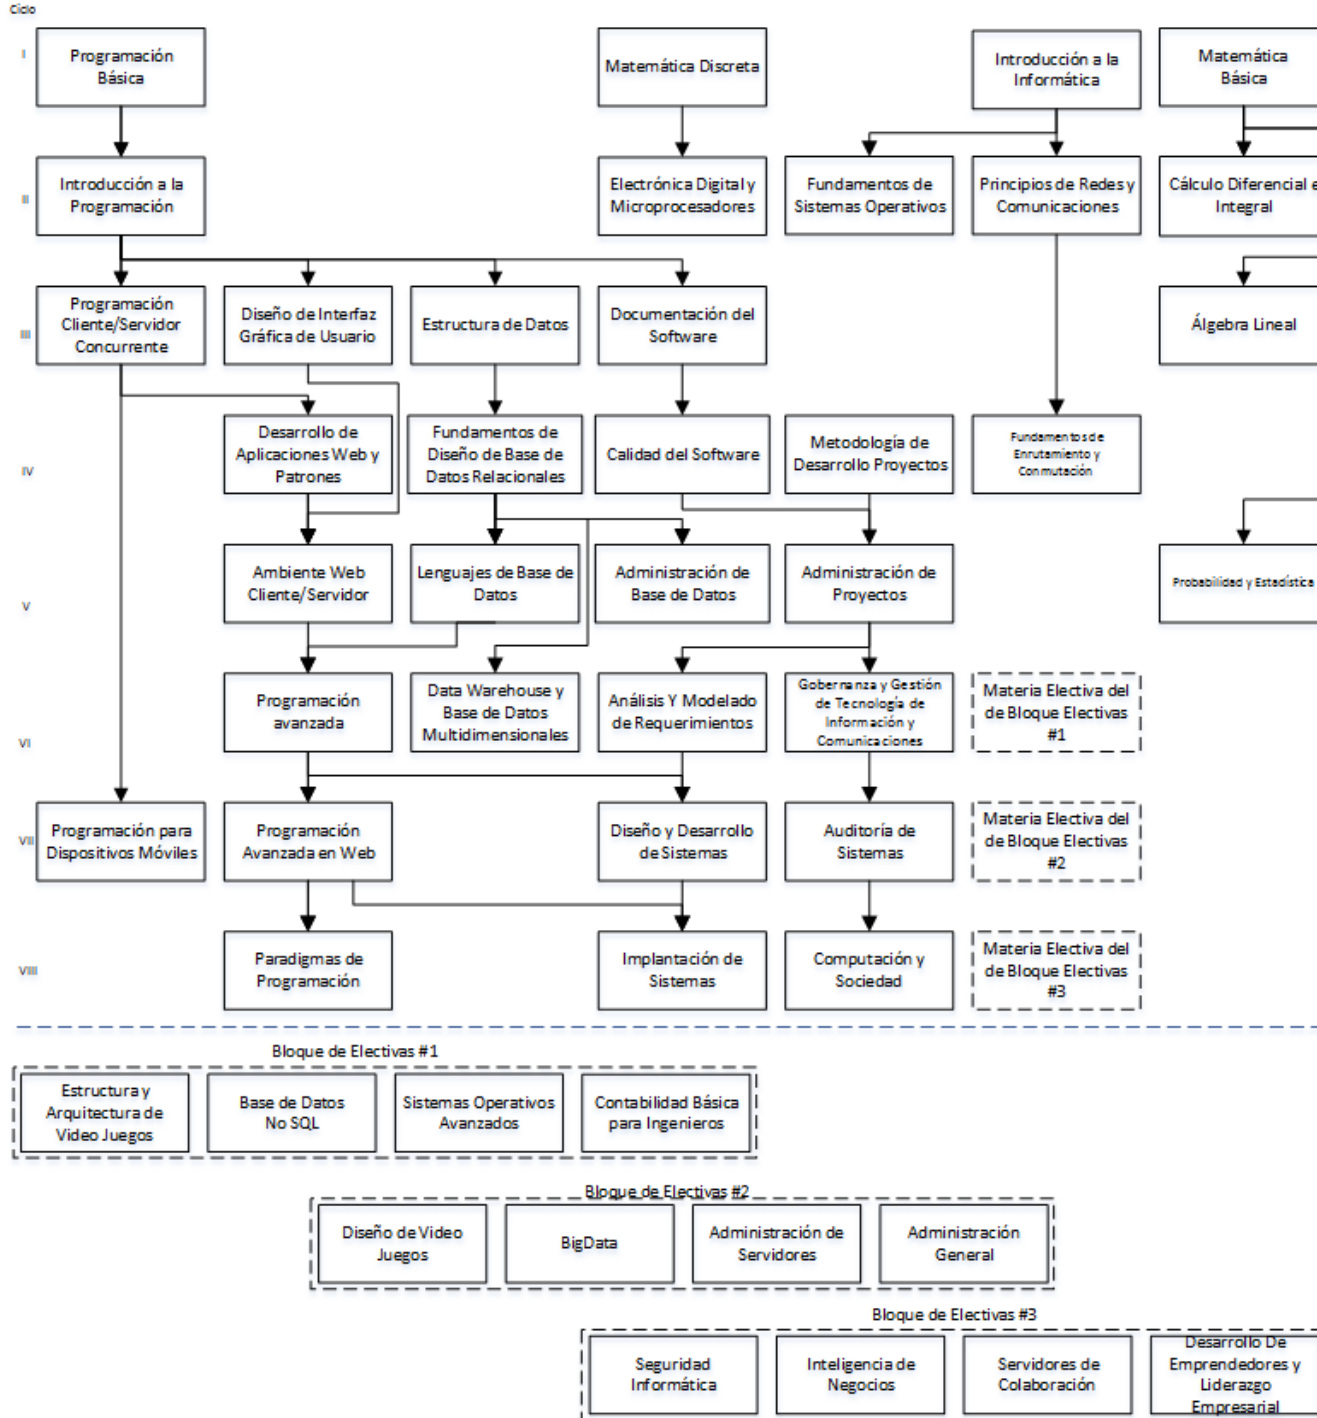 Ciclo
I
Programación
Básica
Matemática Discreta
Introducción a la
Informática
Matemática
Básica
II
Introducción a la
Programación
Electrónica Digital y
Microprocesadores
Fundamentos de
Sistemas Operativos
Principios de Redes y
Comunicaciones
Cálculo Diferencial e
Integral
III
Programación
Cliente/Servidor
Concurrente
Diseño de Interfaz
Gráfica de Usuario
Estructura de Datos
Documentación del
Software
Álgebra Lineal
IV
Desarrollo de
Aplicaciones Web y
Patrones
Fundamentos de
Diseño de Base de
Datos Relacionales
Calidad del Software
Metodología de
Desarrollo Proyectos
Fundamentos de
Enrutamiento y
Conmutación
V
Ambiente Web
Cliente/Servidor
Lenguajes de Base de
Datos
Administración de
Base de Datos
Administración de
Proyectos
Probabilidad y Estadística
VI
Programación
avanzada
Data Warehouse y
Base de Datos
Multidimensionales
Análisis Y Modelado
de Requerimientos
Gobernanza y Gestión
de Tecnología de
Información y
Comunicaciones
Materia Electiva del
de Bloque Electivas
#1
VII
Programación para
Dispositivos Móviles
Programación
Avanzada en Web
Diseño y Desarrollo
de Sistemas
Auditoría de
Sistemas
Materia Electiva del
de Bloque Electivas
#2
VIII
Paradigmas de
Programación
Implantación de
Sistemas
Computación y
Sociedad
Materia Electiva del
de Bloque Electivas
#3
Bloque de Electivas #1
Estructura y
Arquitectura de
Video Juegos
Base de Datos
No SQL
Sistemas Operativos
Avanzados
Contabilidad Básica
para Ingenieros
Bloque de Electivas #2
Diseño de Video
Juegos
BigData
Administración de
Servidores
Administración
General
Bloque de Electivas #3
Seguridad
Informática
Inteligencia de
Negocios
Servidores de
Colaboración
Desarrollo De
Emprendedores y
Liderazgo
Empresarial